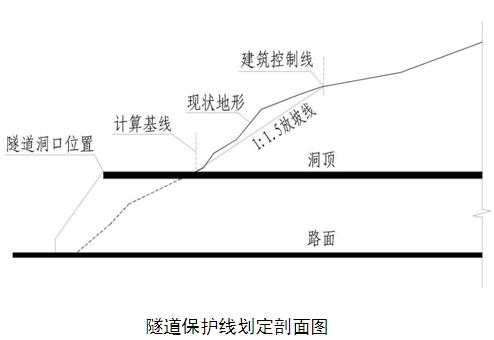 建筑控制线
现状地形
计算基线
1:1.5放坡线
隧道洞口位置
洞顶
路面
隧道保护线划定剖面图